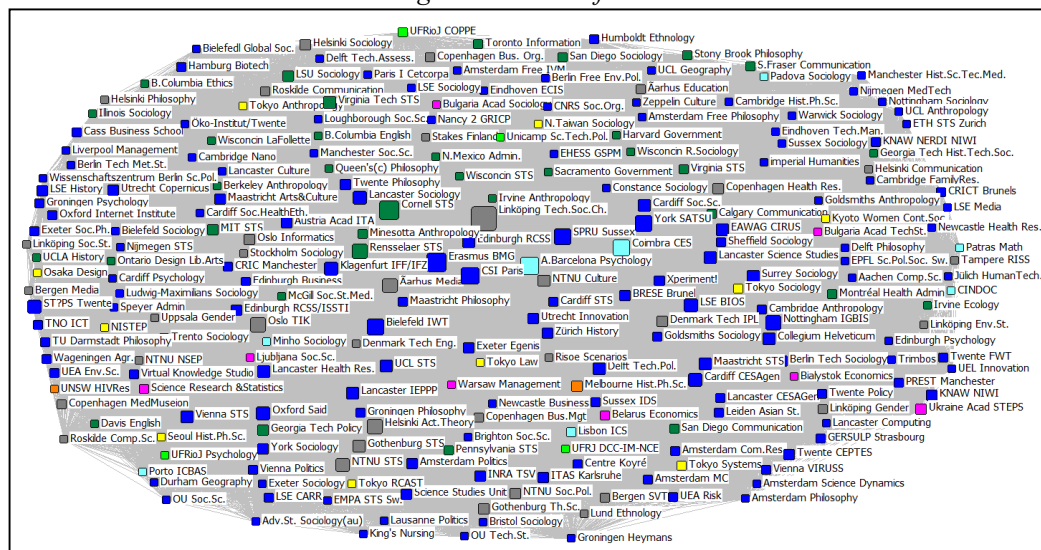 UFRioJ COPPE
Helsinki Sociology
Toronto Information
Humboldt Ethnology
Bielefedl Global Soc.
Copenhagen Bus. Org.
San Diego Sociology
Stony Brook Philosophy
Delft Tech.Assess.
Hamburg Biotech
LSU Sociology
Paris I Cetcorpa
Amsterdam Free IVM
UCL Geography
S.Fraser Communication
Padova Sociology
Manchester Hist.Sc.Tec.Med.
B.Columbia Ethics
Roskilde Communication
LSE Sociology
Eindhoven ECIS
Berlin Free Env.Pol.
Äarhus Education
Nijmegen MedTech
Helsinki Philosophy
Tokyo Anthropology
Virginia Tech STS
Bulgaria Acad Sociology
CNRS Soc.Org.
Zeppelin Culture
Cambridge Hist.Ph.Sc.
Nottingham Sociology
Illinois Sociology
Loughborough Soc.Sc.
Nancy 2 GRICP
N.Taiwan Sociology
Amsterdam Free Philosophy
Warwick Sociology
UCL Anthropology
Cass Business School
Öko-Institut/Twente
B.Columbia English
Stakes Finland
Unicamp Sc.Tech.Pol.
Harvard Government
Eindhoven Tech.Man.
ETH STS Zurich
Liverpool Management
Wisconsin LaFollette
Manchester Soc.Sc.
N.Mexico Admin.
EHESS GSPM
Wisconsin R.Sociology
Sussex Sociology
KNAW NERDI NIWI
Berlin Tech Met.St.
Cambridge Nano
Queen's(c) Philosophy
Wisconsin STS
Sacramento Government
Virginia STS
imperial Humanities
Georgia Tech Hist.Tech.Soc.
Helsinki Communication
Wissenschaftszentrum Berlin Sc.Pol.
Lancaster Culture
Twente Philosophy
Constance Sociology
Copenhagen Health Res.
Cambridge FamilyRes.
LSE History
Utrecht Copernicus
Berkeley Anthropology
Maastricht Arts&Culture
Lancaster Sociology
Irvine Anthropology
Goldsmiths Anthropology
CRICT Brunels
Groningen Psychology
Cornell STS
Linköping Tech.Soc.Ch.
Cardiff Soc.Sc.
Calgary Communication
LSE Media
Oxford Internet Institute
Cardiff Soc.HealthEth.
Austria Acad ITA
York SATSU
Kyoto Women Cont.Soc.
Exeter Soc.Ph.
Bielefeld Sociology
MIT STS
Minesotta Anthropology
Edinburgh RCSS
SPRU Sussex
EAWAG CIRUS
Bulgaria Acad TechSt.
Newcastle Health Res.
Linköping Soc.St.
Nijmegen STS
Oslo Informatics
Rensselaer STS
Coimbra CES
Sheffield Sociology
Delft Philosophy
Patras Math
UCLA History
Ontario Design Lib.Arts
Stockholm Sociology
Erasmus BMG
A.Barcelona Psychology
Lancaster Science Studies
EPFL Sc.Pol.Soc. Sw.
Tampere RISS
Osaka Design
Cardiff Psychology
CRIC Manchester
Klagenfurt IFF/IFZ
CSI Paris
NTNU Culture
Xperiment!
Surrey Sociology
Aachen Comp.Sc.
Jülich HumanTech.
Bergen Media
Ludwig-Maximilians Sociology
Edinburgh Business
Äarhus Media
BRESE Brunel
Tokyo Sociology
Montréal Health Admin
CINDOC
ST?PS Twente
Uppsala Gender
McGill Soc.St.Med.
Maastricht Philosophy
Cardiff STS
LSE BIOS
Cambridge Anthropology
Irvine Ecology
Speyer Admin
Edinburgh RCSS/ISSTI
Utrecht Innovation
Denmark Tech IPL
Nottingham IGBIS
Linköping Env.St.
TNO ICT
NISTEP
Trento Sociology
Oslo TIK
Bielefeld IWT
Zürich History
Goldsmiths Sociology
Collegium Helveticum
Edinburgh Psychology
TU Darmstadt Philosophy
Minho Sociology
Denmark Tech Eng.
Exeter Egenis
Risoe Scenarios
Maastricht STS
Berlin Tech Sociology
Trimbos
Twente FWT
Wageningen Agr.
NTNU NSEP
Ljubljana Soc.Sc.
UCL STS
Tokyo Law
Delft Tech.Pol.
Cardiff CESAgen
Bialystok Economics
UEL Innovation
UEA Env.Sc.
Virtual Knowledge Studio
Lancaster Health Res.
Warsaw Management
Melbourne Hist.Ph.Sc.
PREST Manchester
UNSW HIVRes
Science Research &Statistics
Lancaster IEPPP
Lancaster CESAGen
Twente Policy
KNAW NIWI
Copenhagen MedMuseion
Vienna STS
Oxford Said
Groningen Philosophy
Newcastle Business
Sussex IDS
Belarus Economics
Leiden Asian St.
Linköping Gender
Ukraine Acad STEPS
Davis English
Georgia Tech Policy
Helsinki Act.Theory
Copenhagen Bus.Mgt
Lisbon ICS
San Diego Communication
Lancaster Computing
Roskilde Comp.Sc.
Seoul Hist.Ph.Sc.
York Sociology
Gothenburg STS
Brighton Soc.Sc.
UFRJ DCC-IM-NCE
GERSULP Strasbourg
UFRioJ Psychology
Pennsylvania STS
Centre Koyré
Amsterdam Com.Res
Twente CEPTES
Porto ICBAS
Vienna Politics
NTNU STS
Amsterdam Politics
INRA TSV
ITAS Karlsruhe
Tokyo Systems
Vienna VIRUSS
Durham Geography
Exeter Sociology
Tokyo RCAST
Amsterdam MC
Amsterdam Science Dynamics
OU Soc.Sc.
LSE CARR
EMPA STS Sw.
Science Studies Unit
NTNU Soc.Pol.
Bergen SVT
UEA Risk
Amsterdam Philosophy
Gothenburg Th.Sc.
Lund Ethnology
Adv.St. Sociology(au)
Lausanne Politics
Bristol Sociology
King's Nursing
OU Tech.St.
Groningen Heymans